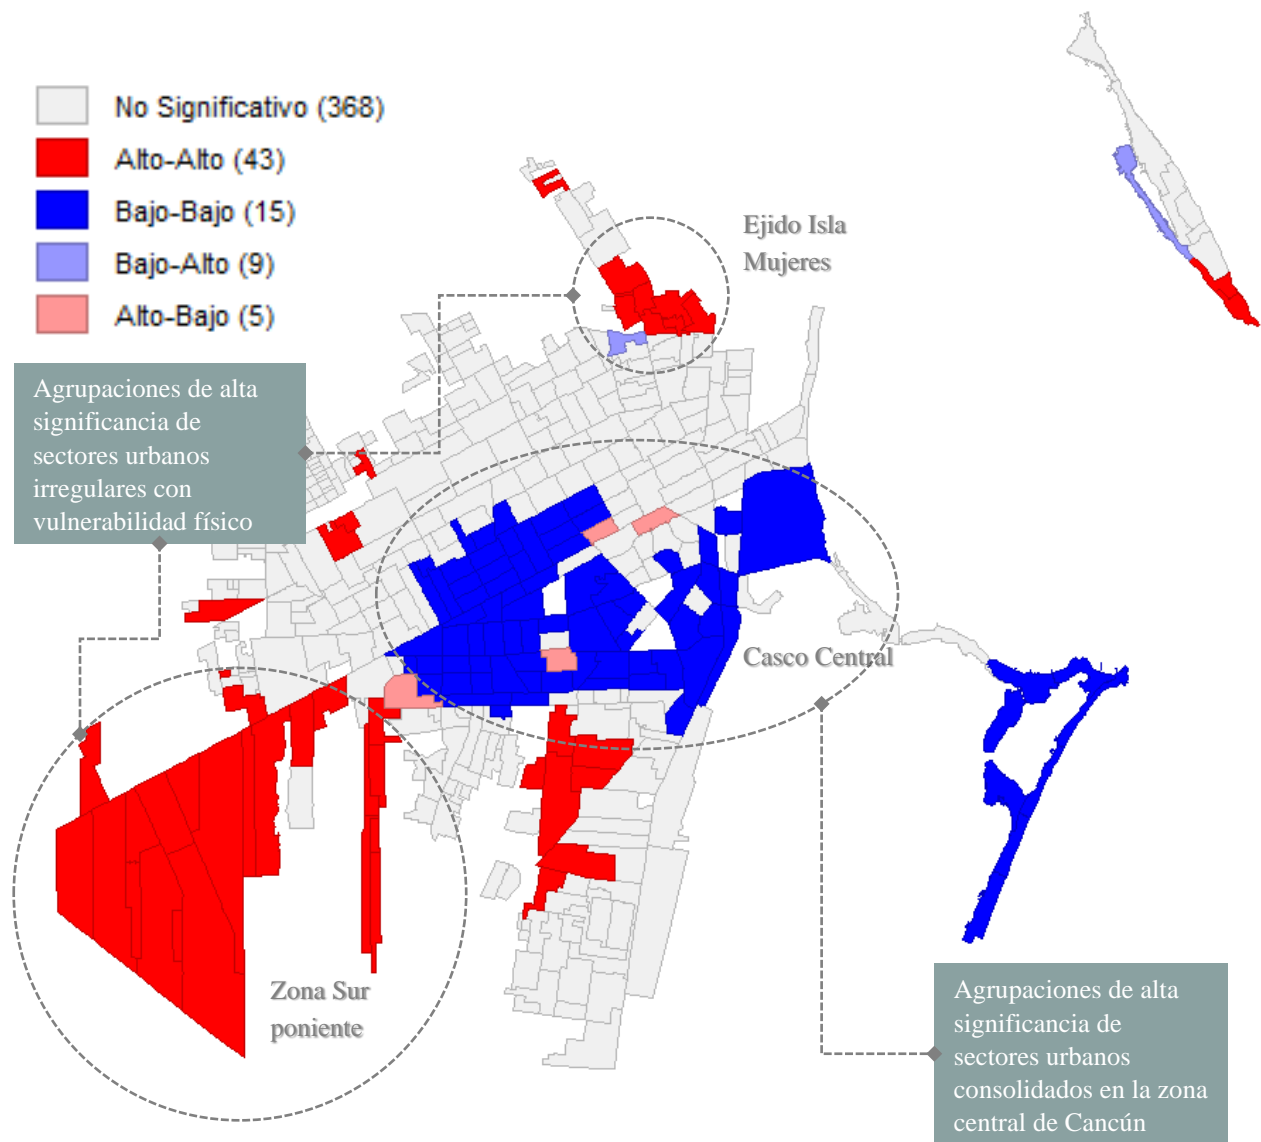 No Significativo (368)
Alto-Alto (43)
Bajo-Bajo (15)
Bajo-Alto (9)
Alto-Bajo (5)
Ejido Isla
Mujeres
Agrupaciones de alta
significancia de
sectores urbanos
irregulares con
vulnerabilidad físico
Casco Central
Zona Sur
poniente
Agrupaciones de alta
significancia de
sectores urbanos
consolidados en la zona
central de Cancún